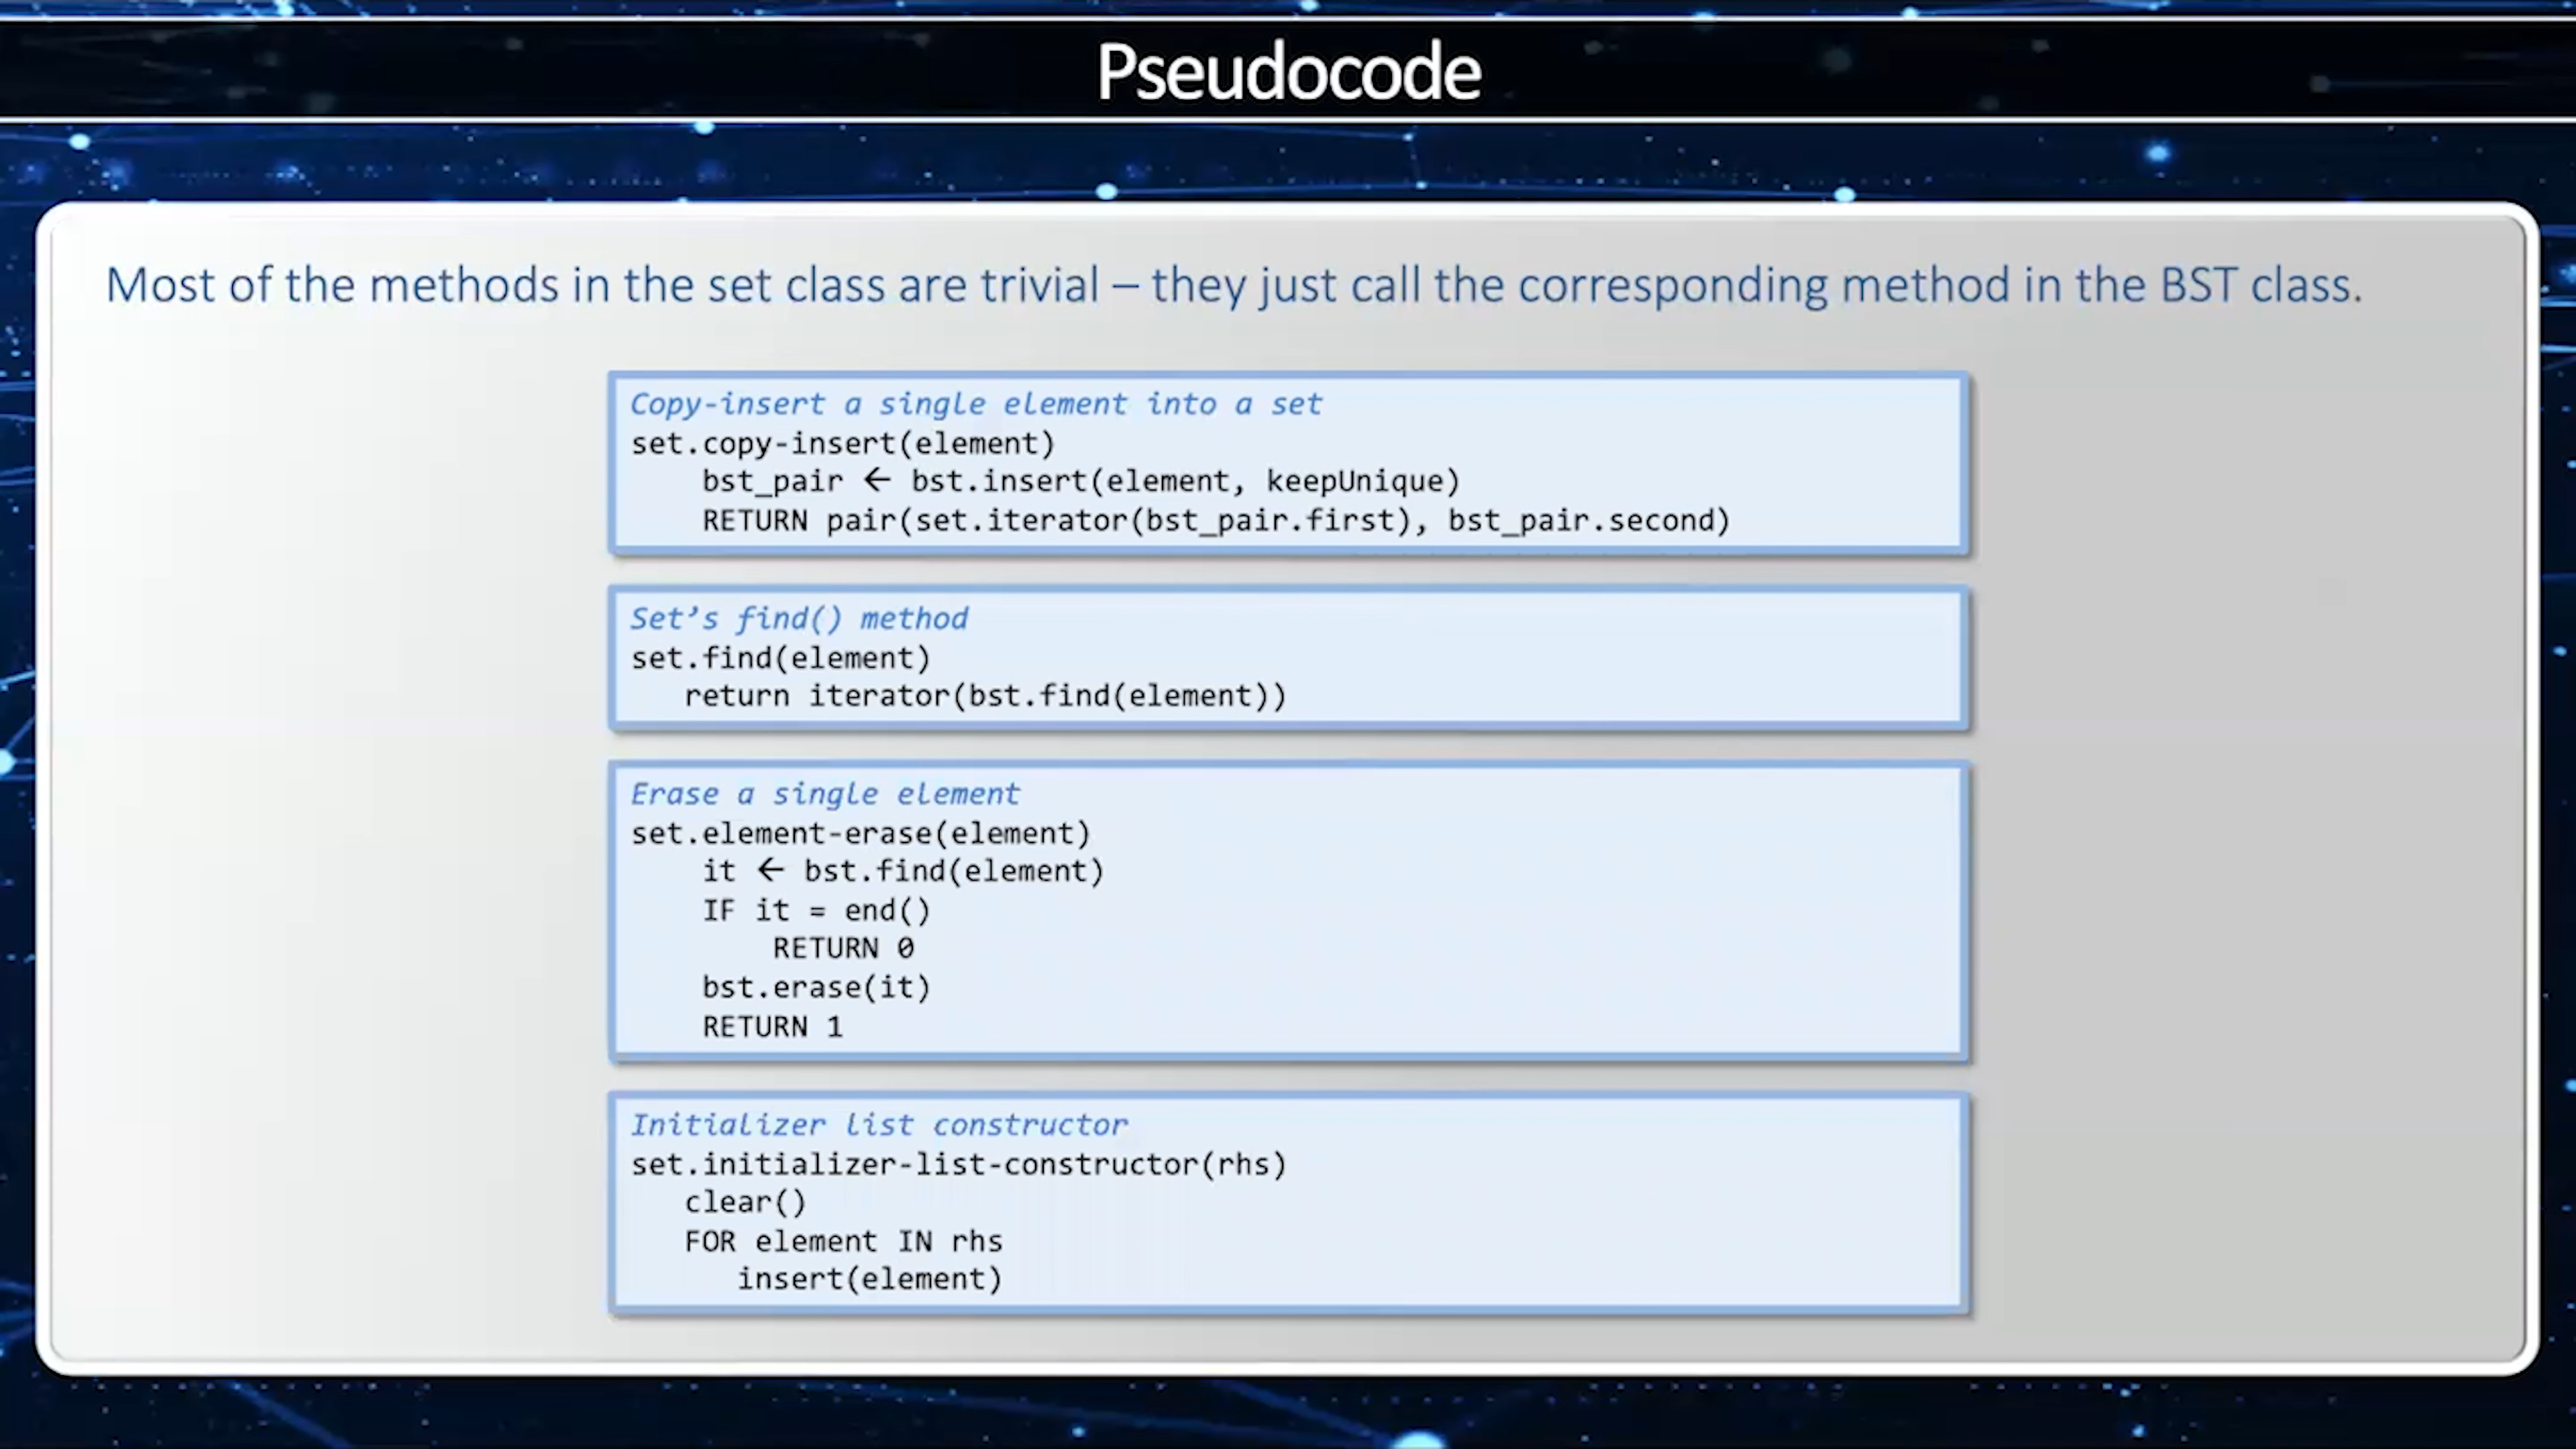 Pseudocode
Most of the methods in the set class are trivial – they just call the corresponding method in the BST class.
Copy-insert a single element into a set
set.copy-insert(element)
    bst_pair ← bst.insert(element, keepUnique)
    RETURN pair(set.iterator(bst_pair.first), bst_pair.second)
Set’s find() method
set.find(element)
   return iterator(bst.find(element))
Erase a single element
set.element-erase(element)
    it ← bst.find(element)
    IF it = end()
        RETURN 0
    bst.erase(it)
    RETURN 1
Initializer list constructor
set.initializer-list-constructor(rhs)
   clear()
   FOR element IN rhs
      insert(element)